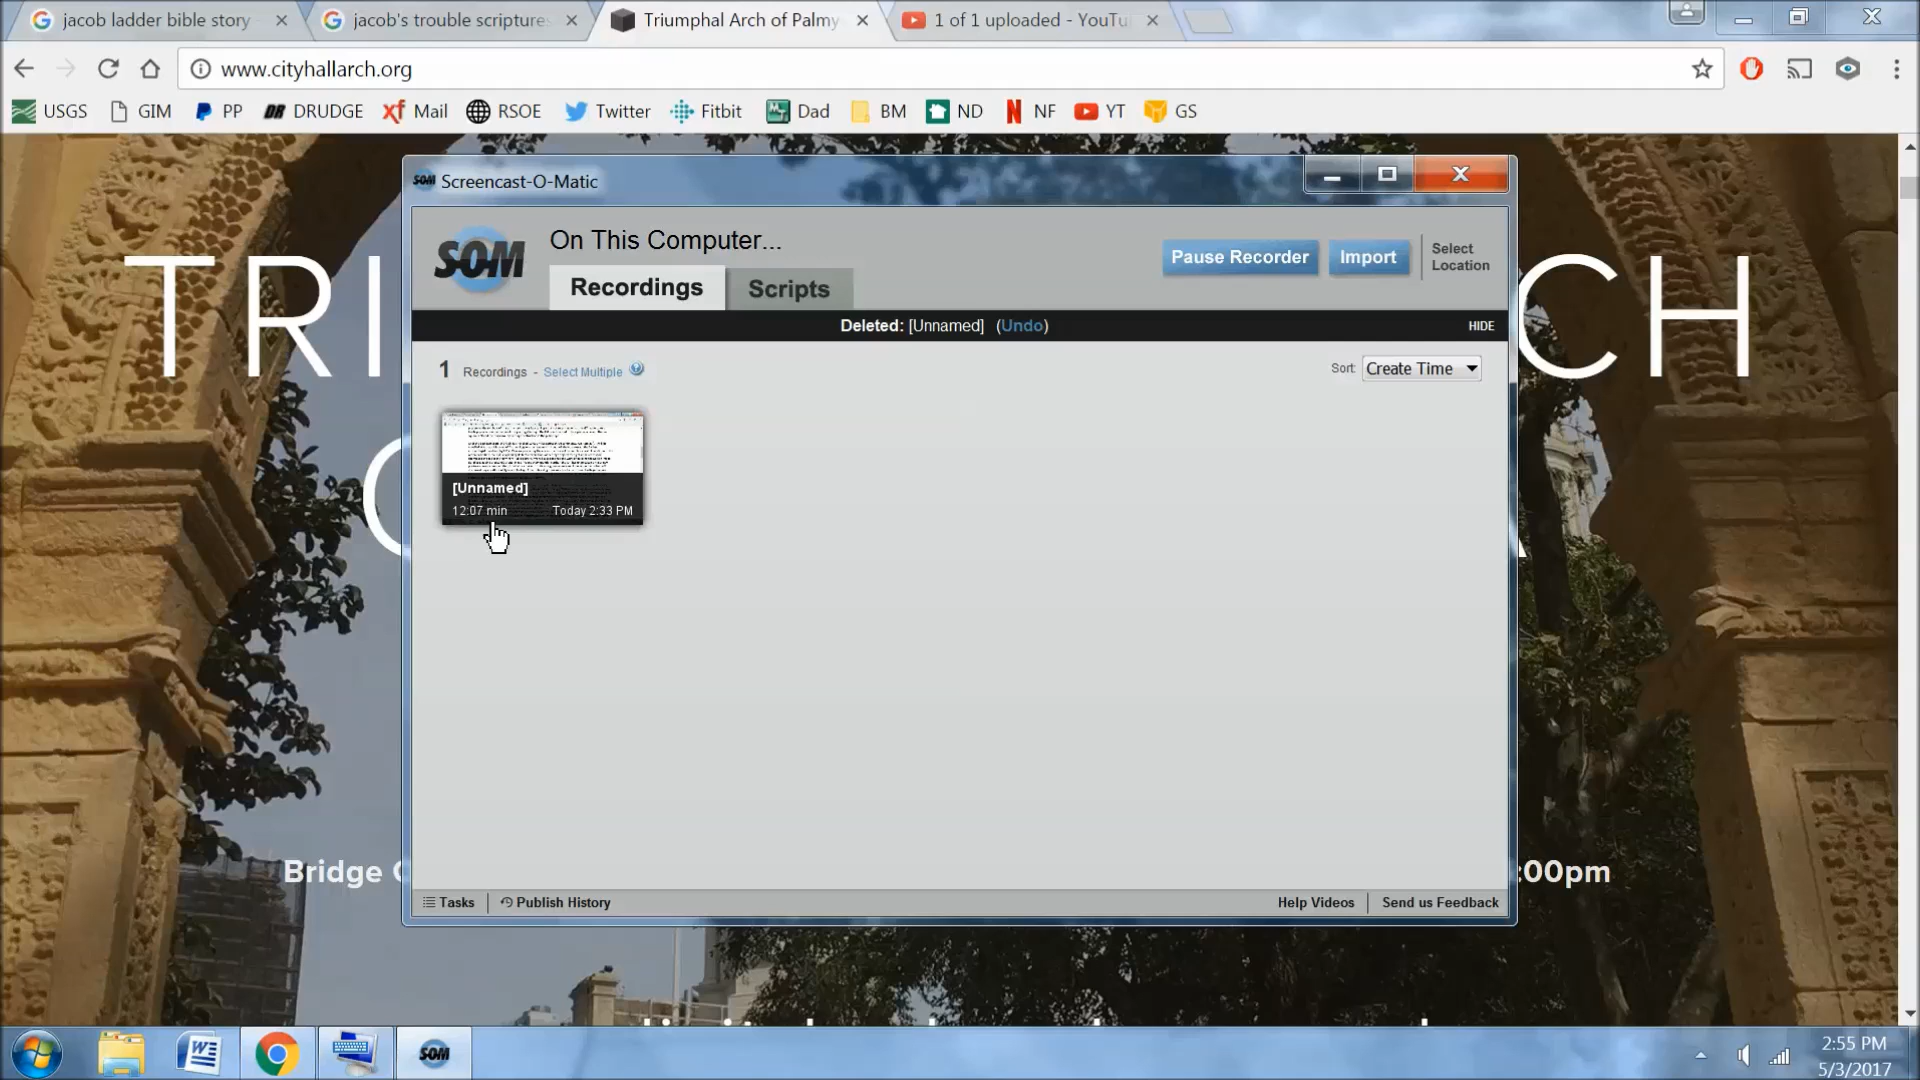 jacob ladder bible story
jacob's trouble scriptures
Triumphal Arch of Palmy
1 of 1 uploaded - YouTu
www.cityhallarch.org
USGS GIM PP DRUDGE Mail RSOE Twitter Fitbit Dad BM ND NF YT GS
SOM Screencast-O-Matic
SOM
On This Computer...
Recordings
Scripts
Pause Recorder
Import
Select
Location
Deleted: [Unnamed] (Undo)
HIDE
1 Recordings - Select Multiple ?
Sort: Create Time
[Unnamed]
12:07 min Today 2:33 PM
TRI CH
Bridge
:00pm
Tasks
Publish History
Help Videos
Send us Feedback
SOM
2:55 PM
5/3/2017